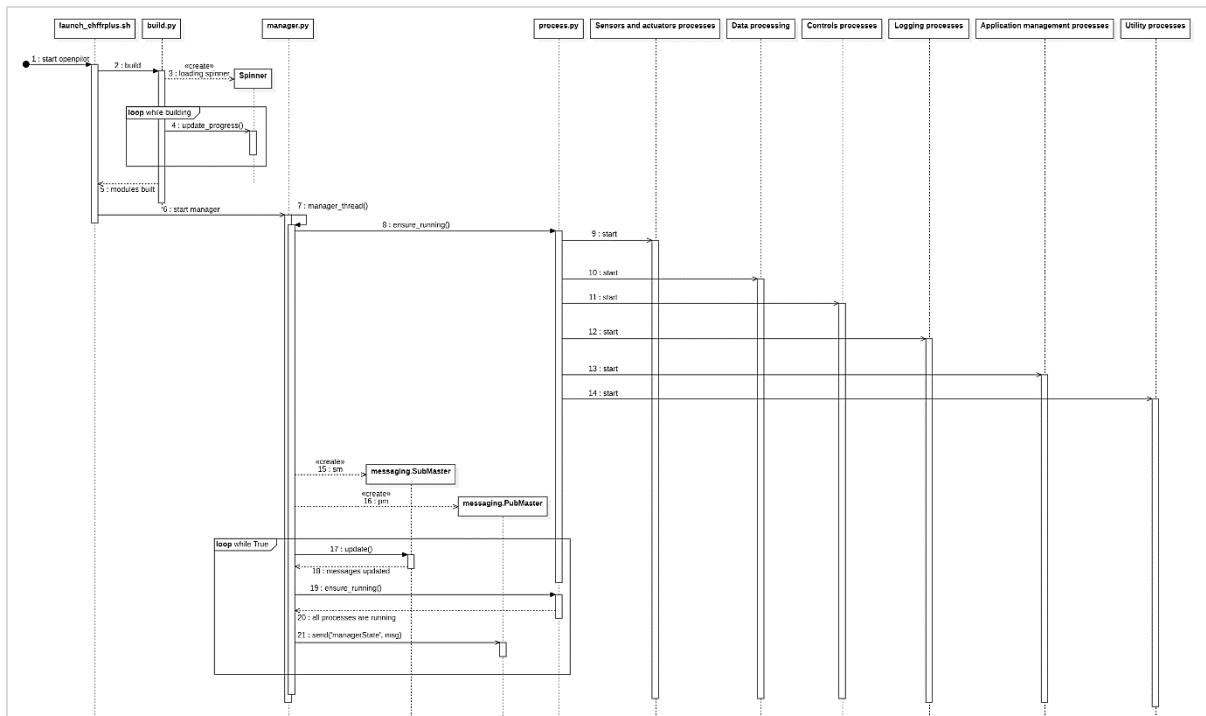 launch_chffrplus.sh
build.py
manager.py
process.py
Sensors and actuators processes
Data processing
Controls processes
Logging processes
Application management processes
Utility processes
1 : start openpilot
2 : build
«create»
3 : loading spinner
Spinner
loop while building
4 : update_progress()
5 : modules built
6 : start manager
7 : manager_thread()
8 : ensure_running()
9 : start
10 : start
11 : start
12 : start
13 : start
14 : start
«create»
15 : sm
messaging.SubMaster
«create»
16 : pm
messaging.PubMaster
loop while True
17 : update()
18 : messages updated
19 : ensure_running()
20 : all processes are running
21 : send('managerState', msg)